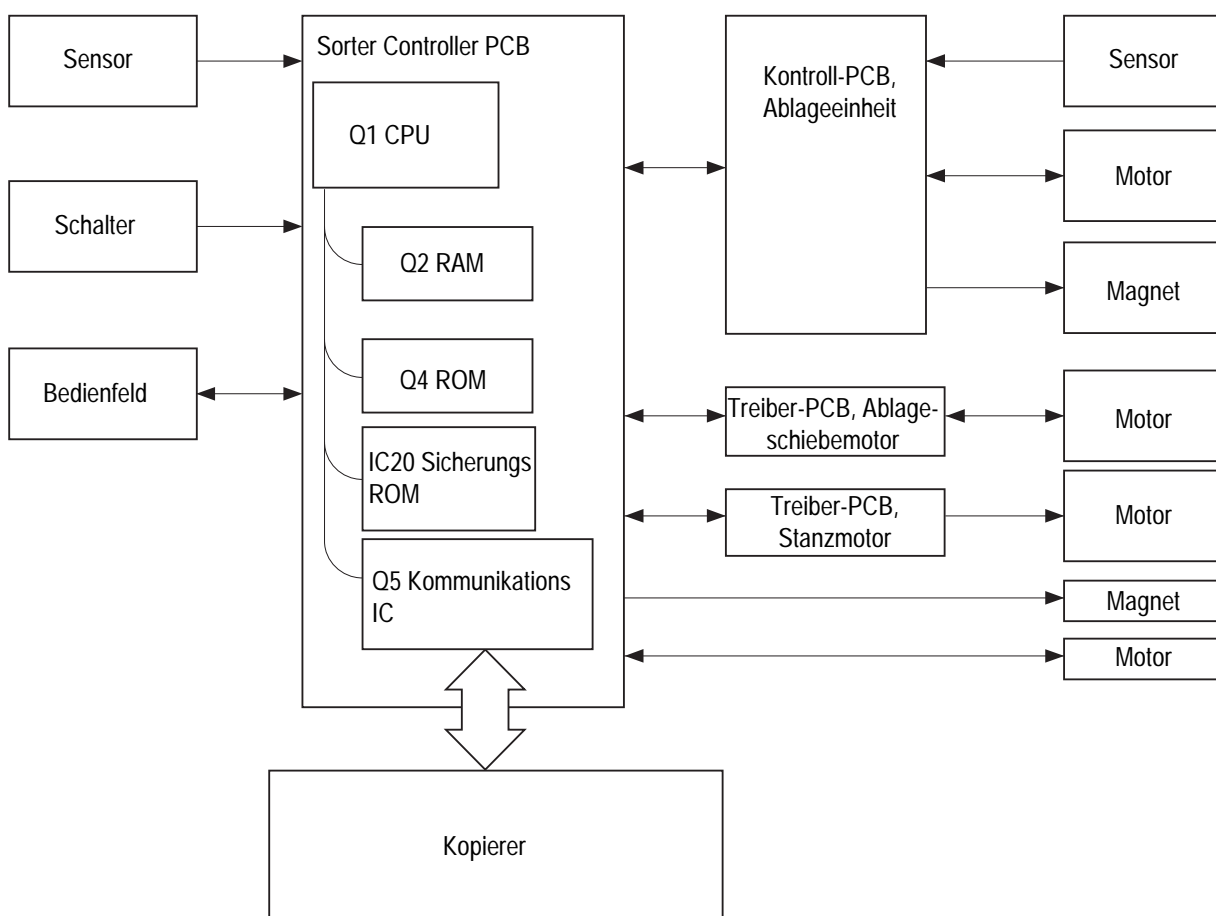 Sensor
Schalter
Bedienfeld
Sorter Controller PCB
Q1 CPU
Q2 RAM
Q4 ROM
IC20 Sicherungs
ROM
Q5 Kommunikations
IC
Kontroll-PCB,
Ablageeinheit
Treiber-PCB, Ablage-
schiebemotor
Treiber-PCB,
Stanzmotor
Sensor
Motor
Magnet
Motor
Motor
Magnet
Motor
Kopierer